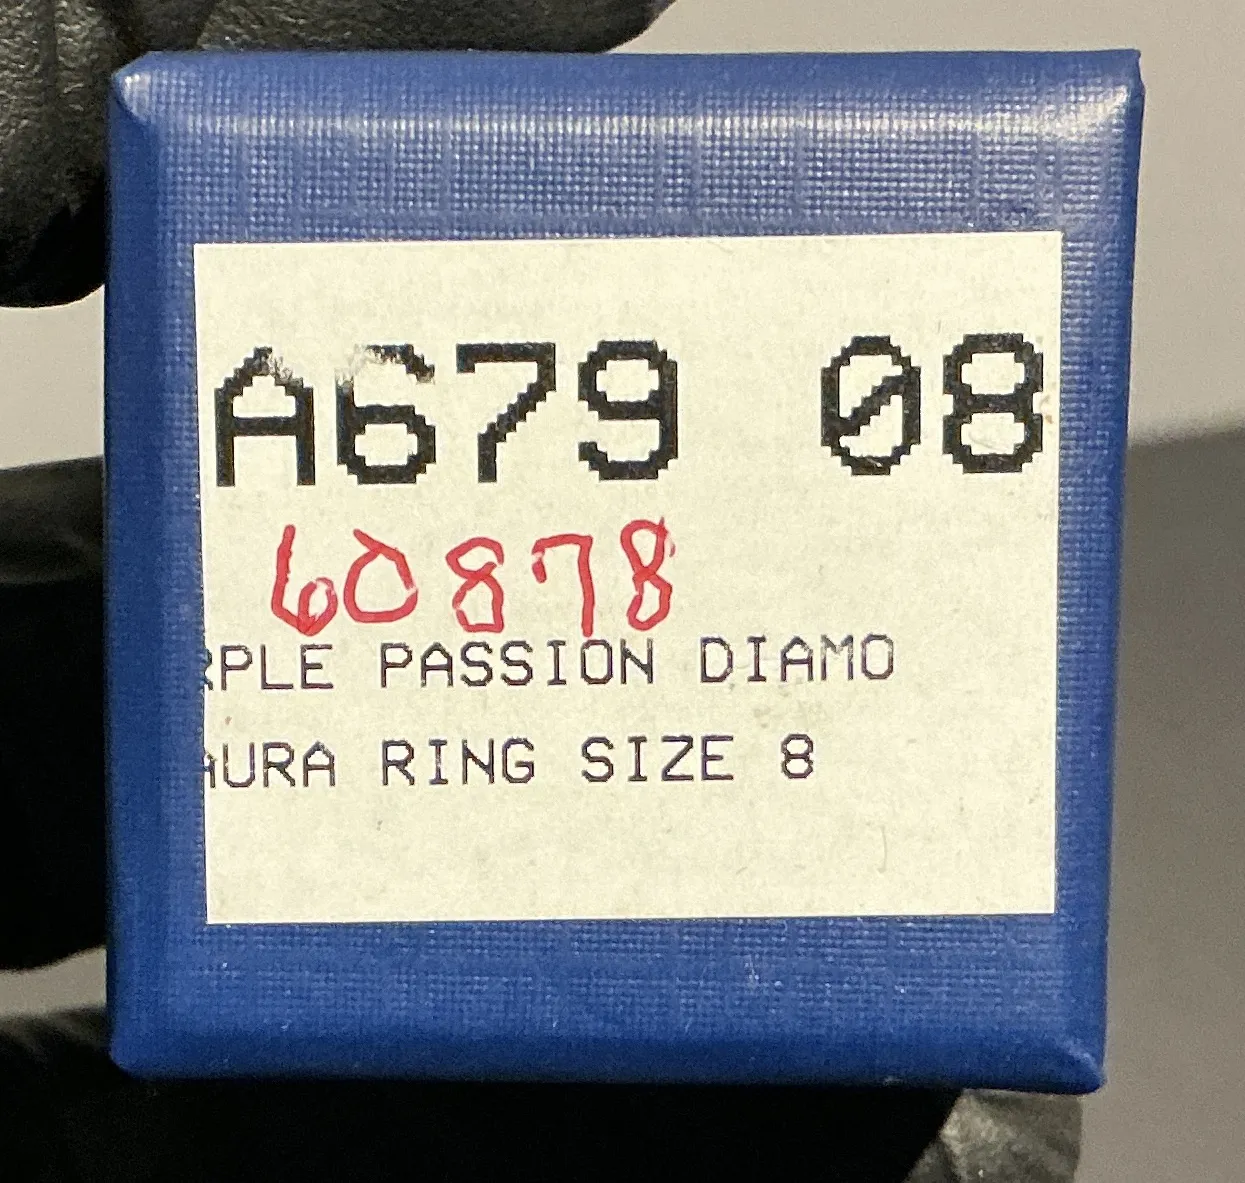 A679 08
60878
RPLE PASSION DIAMO
AURA RING SIZE 8